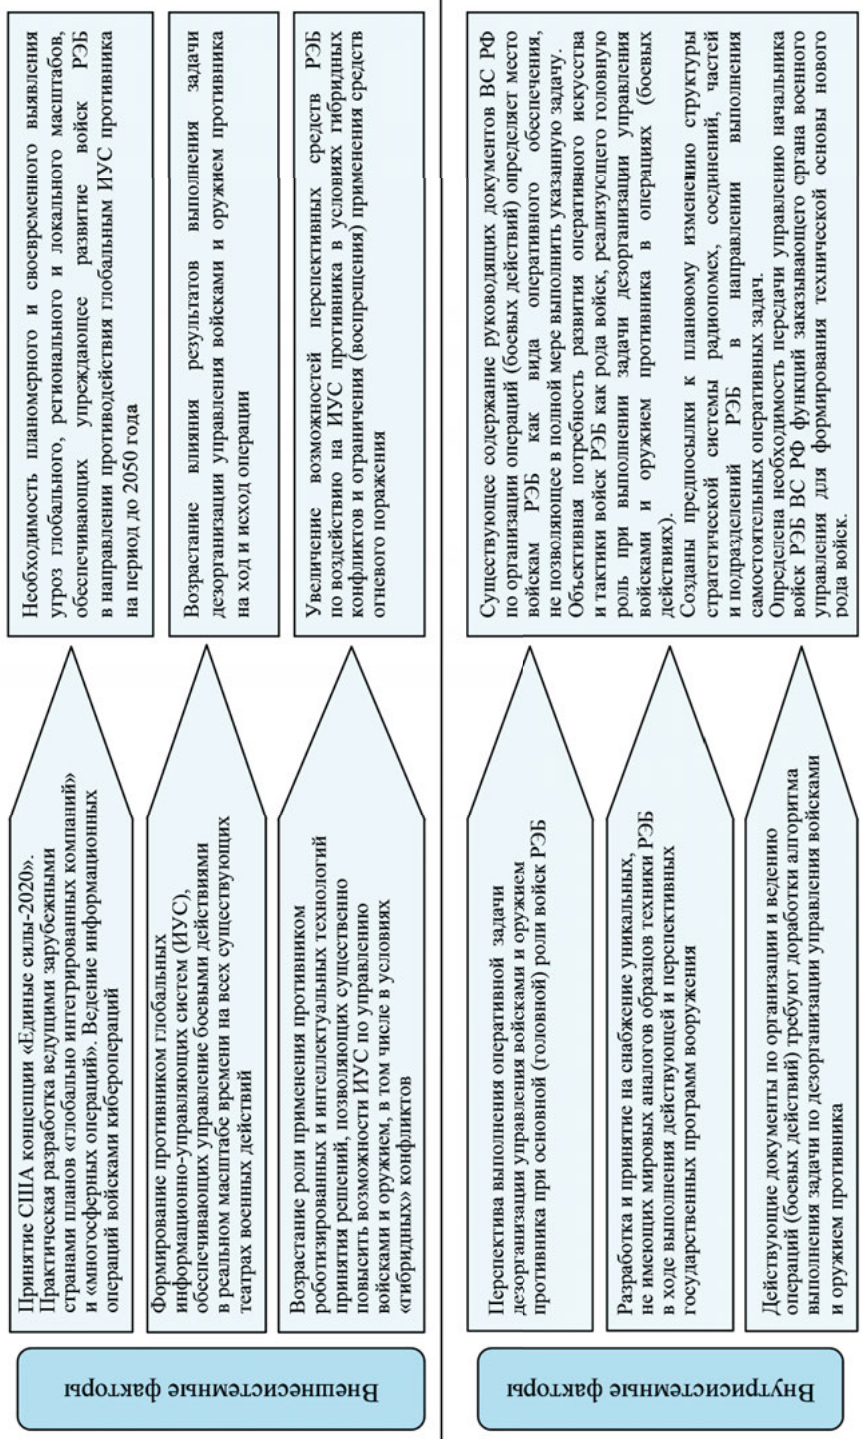 Внешнесистемные факторы
Принятие США концепции «Единые силы-2020».
Практическая разработка ведущими зарубежными
странами планов «глобально интегрированных компаний»
и «многосферных операций». Ведение информационных
операций войсками киберопераций
Необходимость планомерного и своевременного выявления
угроз глобального, регионального и локального масштабов,
обеспечивающих упреждающее развитие войск РЭБ
в направлении противодействия глобальным ИУС противника
на период до 2050 года
Формирование противником глобальных
информационно-управляющих систем (ИУС),
обеспечивающих управление боевыми действиями
в реальном масштабе времени на всех существующих
театрах военных действий
Возрастание влияния результатов выполнения задачи
дезорганизации управления войсками и оружием противника
на ход и исход операции
Возрастание роли применения противником
роботизированных и интеллектуальных технологий
принятия решений, позволяющих существенно
повысить возможности ИУС по управлению
войсками и оружием, в том числе в условиях
«гибридных» конфликтов
Увеличение возможностей перспективных средств РЭБ
по воздействию на ИУС противника в условиях гибридных
конфликтов и ограничения (воспрещения) применения средств
огневого поражения
Внутрисистемные факторы
Перспектива выполнения оперативной задачи
дезорганизации управления войсками и оружием
противника при основной (головной) роли войск РЭБ
Разработка и принятие на снабжение уникальных,
не имеющих мировых аналогов образцов техники РЭБ
в ходе выполнения действующей и перспективных
государственных программ вооружения
Действующие документы по организации и ведению
операций (боевых действий) требуют доработки алгоритма
выполнения задачи по дезорганизации управления войсками
и оружием противника
Существующее содержание руководящих документов ВС РФ
по организации операций (боевых действий) определяет место
войскам РЭБ как вида оперативного обеспечения,
не позволяющее в полной мере выполнить указанную задачу.
Объективная потребность развития оперативного искусства
и тактики войск РЭБ как рода войск, реализующего головную
роль при выполнении задачи дезорганизации управления
войсками и оружием противника в операциях (боевых
действиях).
Созданы предпосылки к плановому изменению структуры
стратегической системы радиопомех, соединений, частей
и подразделений РЭБ в направлении выполнения
самостоятельных оперативных задач.
Определена необходимость передачи управлению начальника
войск РЭБ ВС РФ функций заказывающего сргана военного
управления для формирования технической основы нового
рода войск.